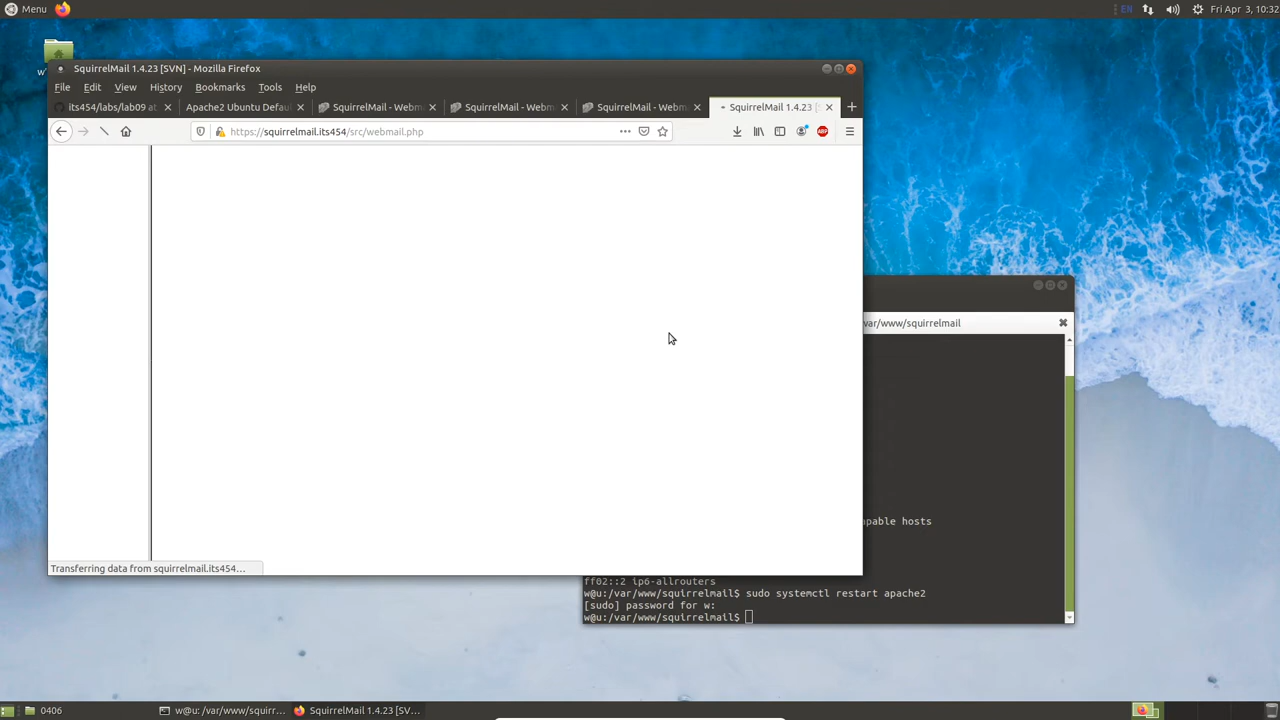 Menu
EN
Fri Apr 3, 10:32
SquirrelMail 1.4.23 [SVN] - Mozilla Firefox
File Edit View History Bookmarks Tools Help
its454/labs/lab09 at
Apache2 Ubuntu Defau
SquirrelMail - Webm
SquirrelMail - Webm
SquirrelMail - Webm
SquirrelMail 1.4.23 [
https://squirrelmail.its454/src/webmail.php
ABP
var/www/squirrelmail
hosts
Transferring data from squirrelmail.its454…
ff02::2 ip6-allrouters
w@u:/var/www/squirrelmail$ sudo systemctl restart apache2
[sudo] password for w:
w@u:/var/www/squirrelmail$
0406
w@u: /var/www/squirr...
SquirrelMail 1.4.23 [SV...